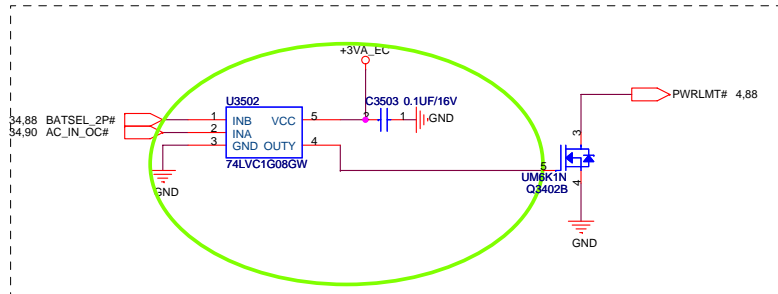 +3VA_EC
U3502
C3503 0.1UF/16V
PWRLMT# 4,88
34,88 BATSEL_2P#
34,90 AC_IN_OC#
1 INB VCC 5
2 INA
3 GND OUTY 4
2 1 GND
74LVC1G08GW
GND
3
5
UM6K1N
Q3402B
4
GND